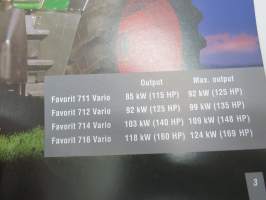 Output Max. output
Favorit 711 Vario 85 kW (115 HP) 92 kW (125 HP)
Favorit 712 Vario 92 kW (125 HP) 99 kW (135 HP)
Favorit 714 Vario 103 kW (140 HP) 109 kW (148 HP)
Favorit 716 Vario 118 kW (160 HP) 124 kW (169 HP)
3